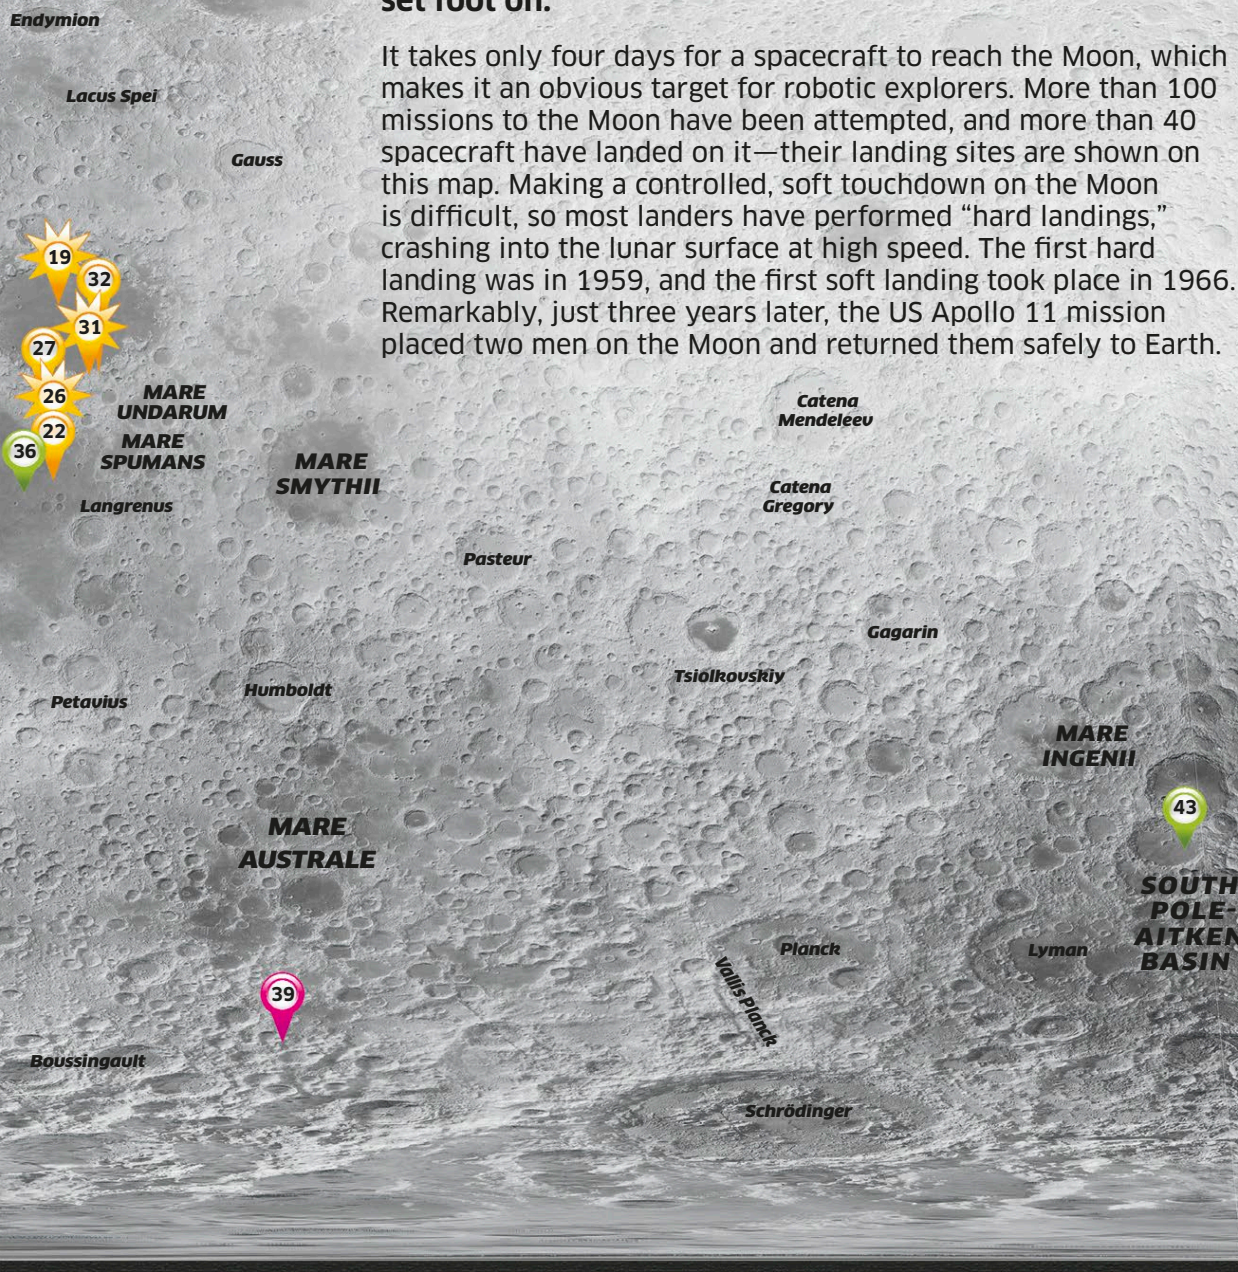 set foot on.
It takes only four days for a spacecraft to reach the Moon, which
makes it an obvious target for robotic explorers. More than 100
missions to the Moon have been attempted, and more than 40
spacecraft have landed on it—their landing sites are shown on
this map. Making a controlled, soft touchdown on the Moon
is difficult, so most landers have performed “hard landings,”
crashing into the lunar surface at high speed. The first hard
landing was in 1959, and the first soft landing took place in 1966.
Remarkably, just three years later, the US Apollo 11 mission
placed two men on the Moon and returned them safely to Earth.
Endymion
Lacus Spei
Gauss
19
32
31
27
26
22
36
MARE
UNDARUM
MARE
SPUMANS
Langrenus
MARE
SMYTHII
Catena
Mendeleev
Catena
Gregory
Pasteur
Gagarin
Tsiolkovskiy
Petavius
Humboldt
MARE
INGENII
43
MARE
AUSTRALE
SOUTH
POLE-
AITKEN
BASIN
Planck
Lyman
Vallis Planck
39
Boussingault
Schrödinger